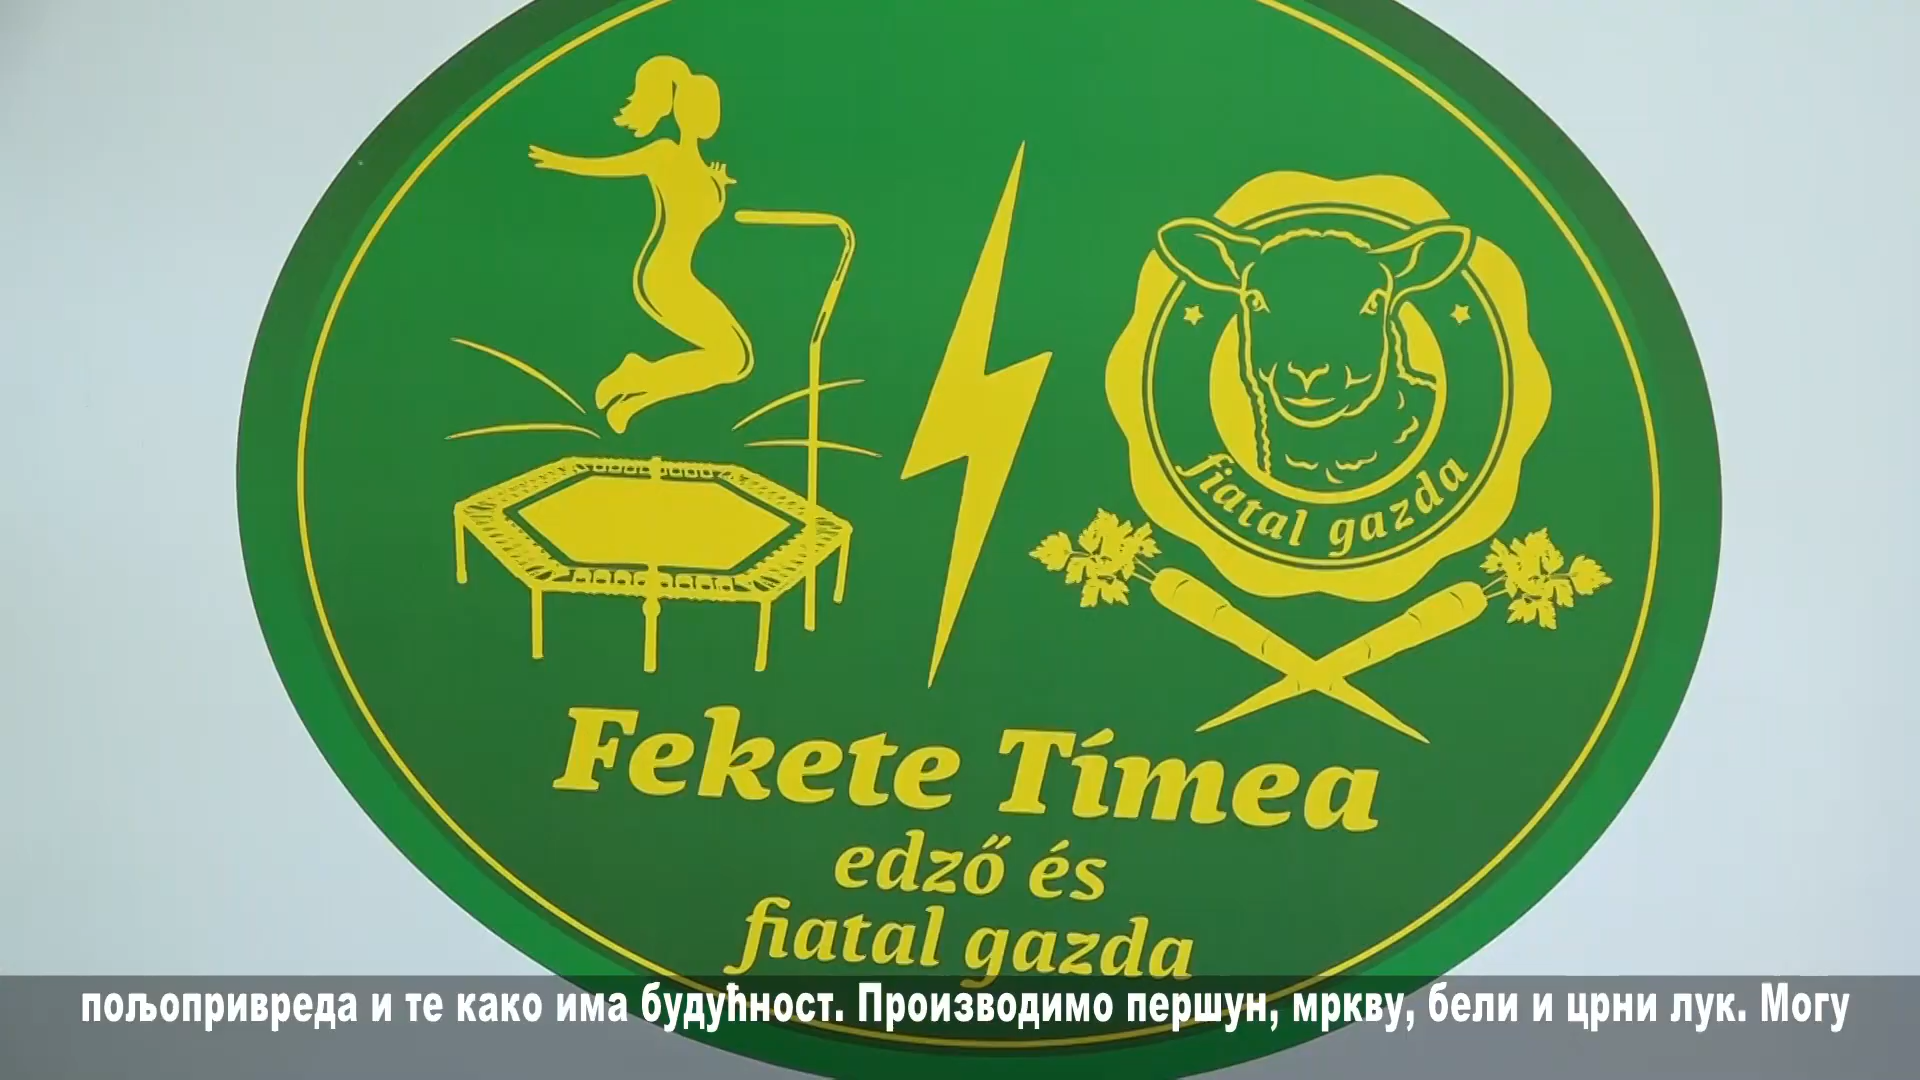 fiatal gazda
Fekete Tímea
edző és
fiatal gazda
пољопривреда и те како има будућност. Производимо першун, мркву, бели и црни лук. Могу